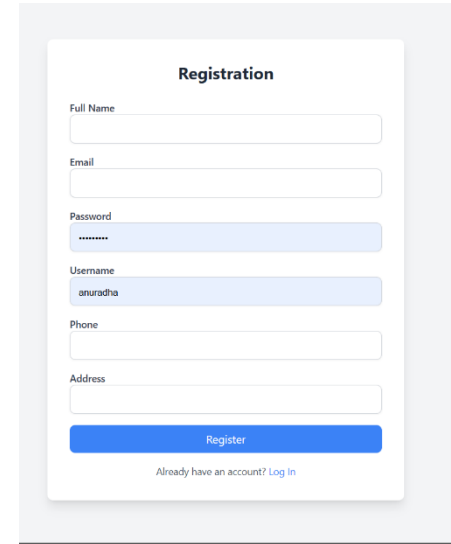 Registration
Full Name
Email
Password
•••••••••
Username
anuradha
Phone
Address
Register
Already have an account? Log In